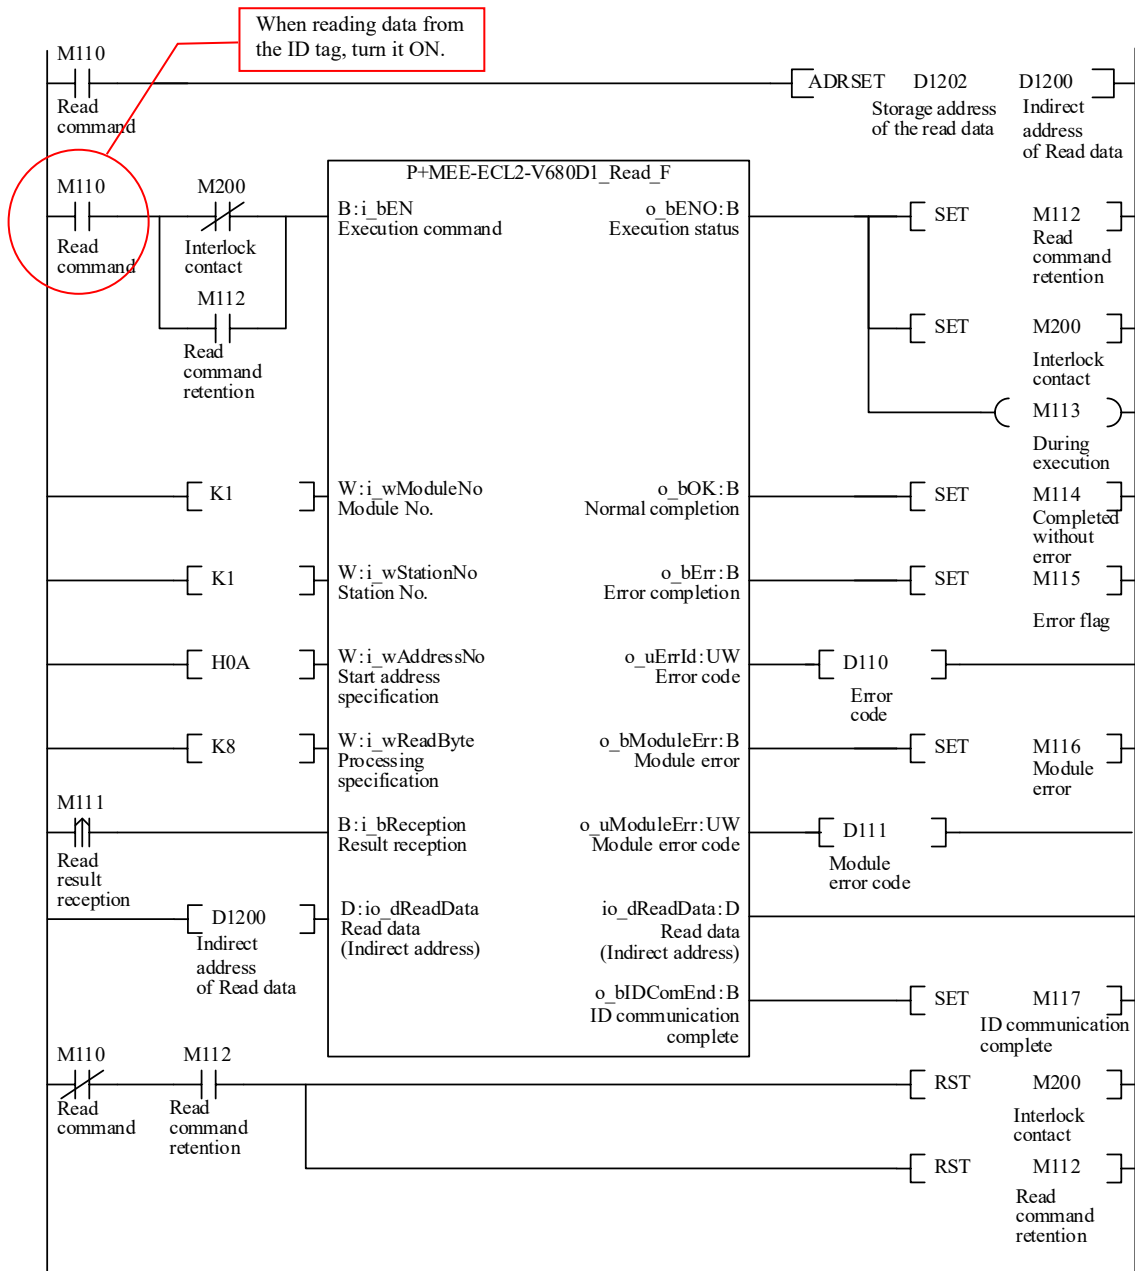 When reading data from
the ID tag, turn it ON.
M110
Read
command
ADRSET D1202 D1200
Storage address
of the read data
Indirect
address
of Read data
P+MEE-ECL2-V680D1_Read_F
M110
Read
command
M200
Interlock
contact
M112
Read
command
retention
B:i_bEN
Execution command
o_bENO:B
Execution status
SET M112
Read
command
retention
SET M200
Interlock
contact
M113
During
execution
K1
W:i_wModuleNo
Module No.
o_bOK:B
Normal completion
SET M114
Completed
without
error
K1
W:i_wStationNo
Station No.
o_bErr:B
Error completion
SET M115
Error flag
H0A
W:i_wAddressNo
Start address
specification
o_uErrId:UW
Error code
D110
Error
code
K8
W:i_wReadByte
Processing
specification
o_bModuleErr:B
Module error
SET M116
Module
error
M111
Read
result
reception
B:i_bReception
Result reception
o_uModuleErr:UW
Module error code
D111
Module
error code
D1200
Indirect
address
of Read data
D:io_dReadData
Read data
(Indirect address)
io_dReadData:D
Read data
(Indirect address)
o_bIDComEnd:B
ID communication
complete
SET M117
ID communication
complete
M110
Read
command
M112
Read
command
retention
RST M200
Interlock
contact
RST M112
Read
command
retention